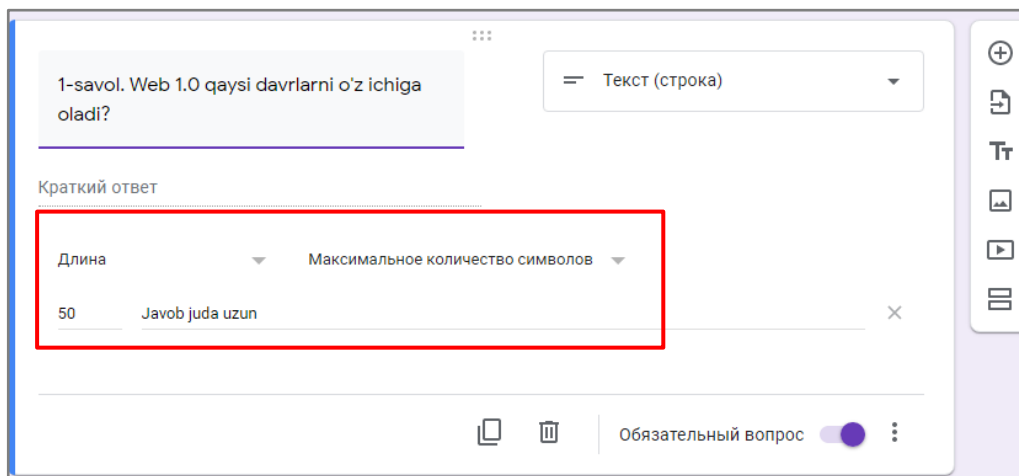 1-savol. Web 1.0 qaysi davrlarni o'z ichiga
oladi?
Текст (строка)
Краткий ответ
Длина
Максимальное количество символов
50
Javob juda uzun
Обязательный вопрос
Тт